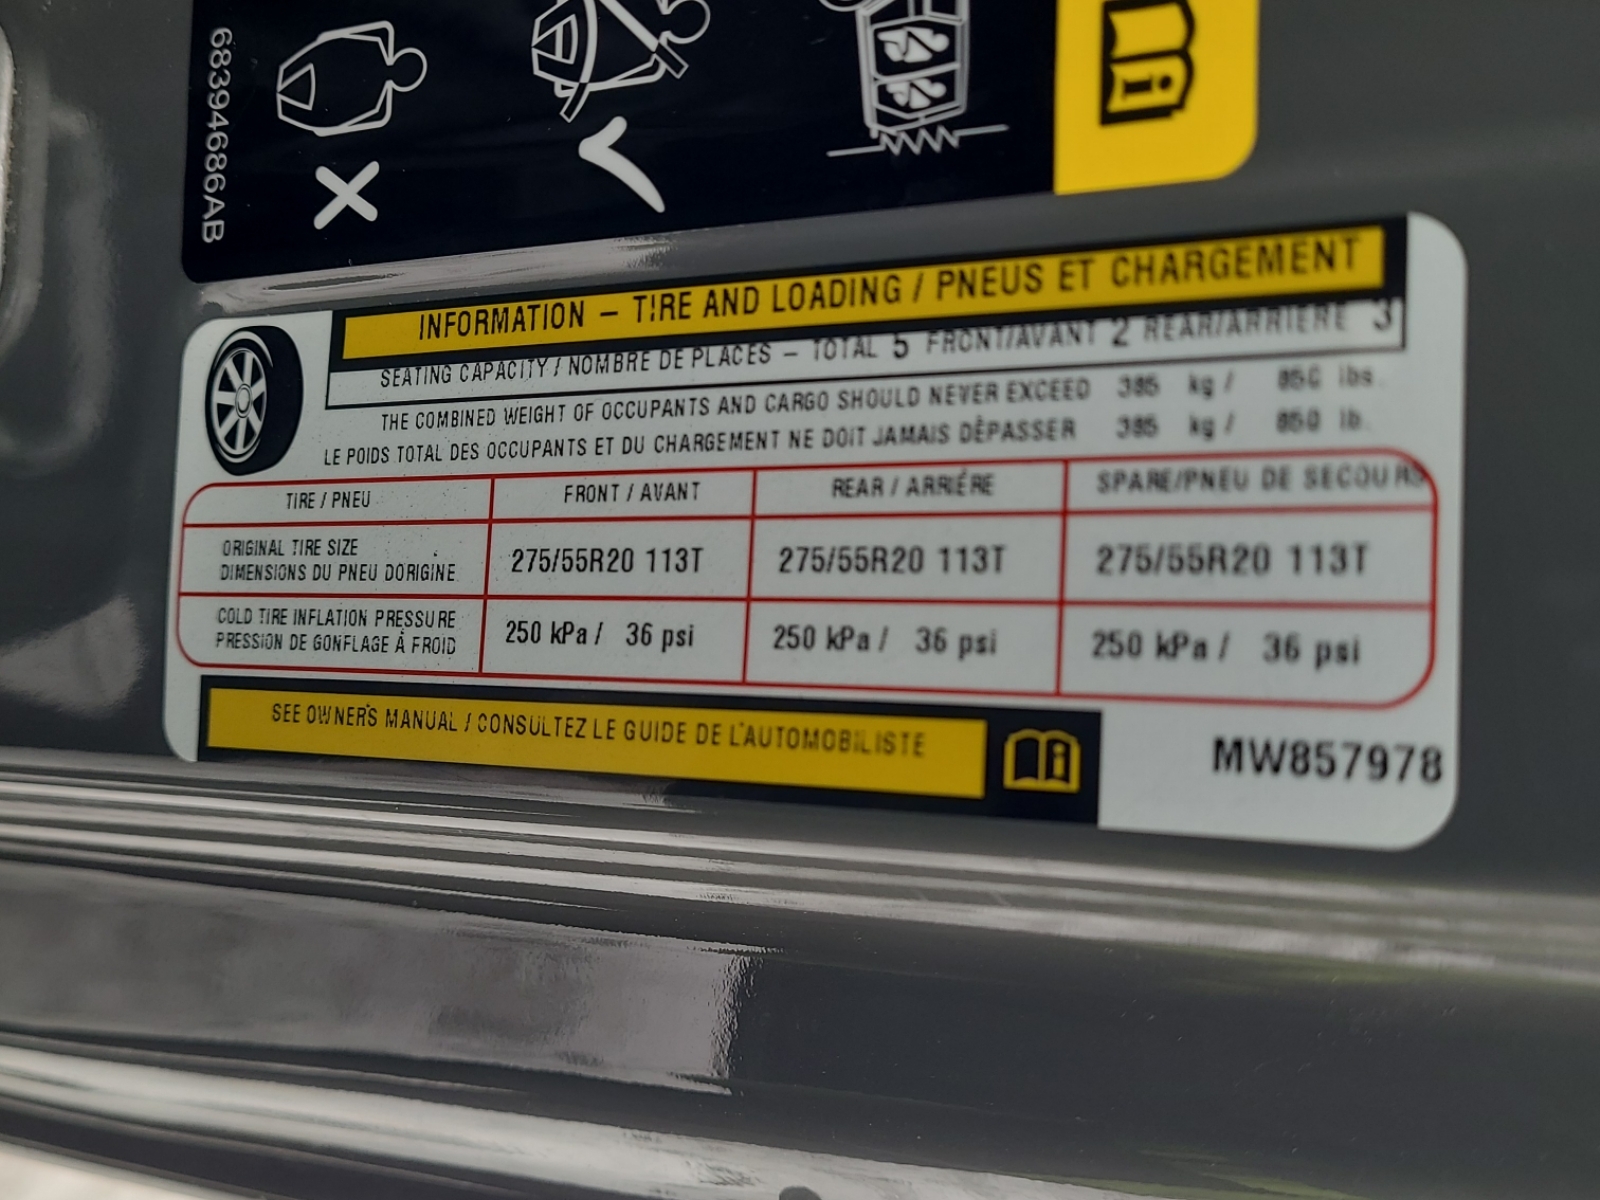 68394686AB
INFORMATION – TIRE AND LOADING / PNEUS ET CHARGEMENT
SEATING CAPACITY / NOMBRE DE PLACES – TOTAL 5 FRONT/AVANT 2 REAR/ARRIÈRE 3
THE COMBINED WEIGHT OF OCCUPANTS AND CARGO SHOULD NEVER EXCEED 385 kg / 850 lbs.
LE POIDS TOTAL DES OCCUPANTS ET DU CHARGEMENT NE DOIT JAMAIS DÊPASSER 385 kg / 850 lb.
TIRE / PNEU FRONT / AVANT REAR / ARRIÉRE SPARE/PNEU DE SECOURS
ORIGINAL TIRE SIZE
DIMENSIONS DU PNEU DORIGINE 275/55R20 113T 275/55R20 113T 275/55R20 113T
COLD TIRE INFLATION PRESSURE
PRESSION DE GONFLAGE Á FROID 250 kPa / 36 psi 250 kPa / 36 psi 250 kPa / 36 psi
SEE OWNER'S MANUAL / CONSULTEZ LE GUIDE DE L'AUTOMOBILISTE
MW857978